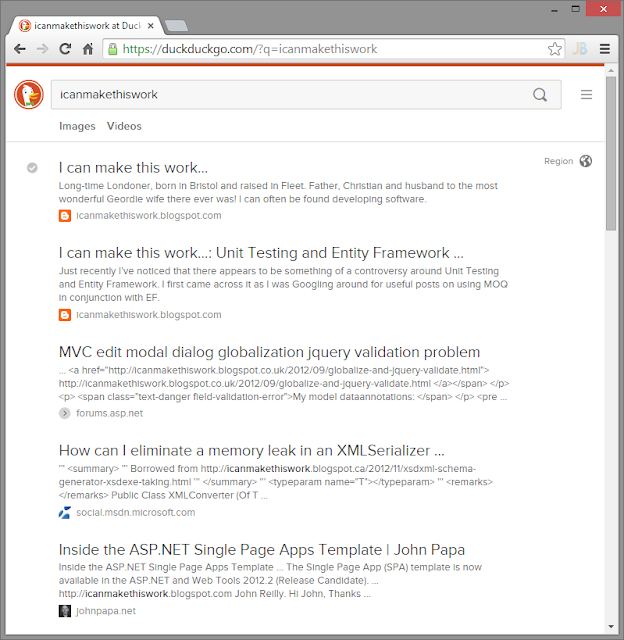 icanmakethiswork at Duck
https://duckduckgo.com/?q=icanmakethiswork
JB
icanmakethiswork
Images Videos
Region
I can make this work...
Long-time Londoner, born in Bristol and raised in Fleet. Father, Christian and husband to the most
wonderful Geordie wife there ever was! I can often be found developing software.
icanmakethiswork.blogspot.com
I can make this work...: Unit Testing and Entity Framework ...
Just recently I've noticed that there appears to be something of a controversy around Unit Testing
and Entity Framework. I first came across it as I was Googling around for useful posts on using MOQ
in conjunction with EF.
icanmakethiswork.blogspot.com
MVC edit modal dialog globalization jquery validation problem
... <a href="http://icanmakethiswork.blogspot.co.uk/2012/09/globalize-and-jquery-validate.html">
http://icanmakethiswork.blogspot.co.uk/2012/09/globalize-and-jquery-validate.html </a></span> </p>
<p> <span class="text-danger field-validation-error">My model dataannotations: </span> </p> <pre ...
forums.asp.net
How can I eliminate a memory leak in an XMLSerializer ...
''' <summary> ''' Borrowed from http://icanmakethiswork.blogspot.ca/2012/11/xsdxml-schema-
generator-xsdexe-taking.html ''' </summary> ''' <typeparam name="T"></typeparam> ''' <remarks>
</remarks> Public Class XMLConverter (Of T ...
social.msdn.microsoft.com
Inside the ASP.NET Single Page Apps Template | John Papa
Inside the ASP.NET Single Page Apps Template ... The Single Page App (SPA) template is now
available in the ASP.NET and Web Tools 2012.2 (Release Candidate). ...
http://icanmakethiswork.blogspot.com John Reilly. Hi John, Thanks ...
johnpapa.net